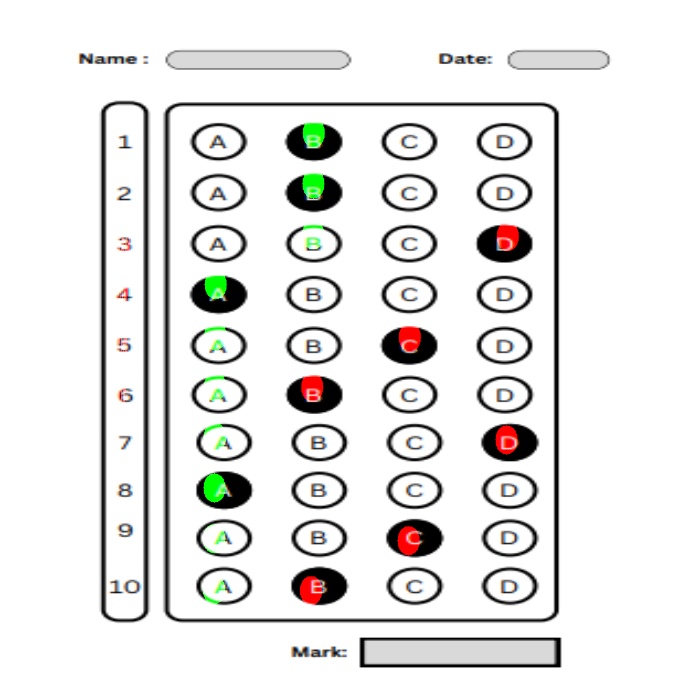 Name : Date:
1 A B C D
2 A B C D
3 A B C D
4 A B C D
5 A B C D
6 A B C D
7 A B C D
8 A B C D
9 A B C D
10 A B C D
Mark: